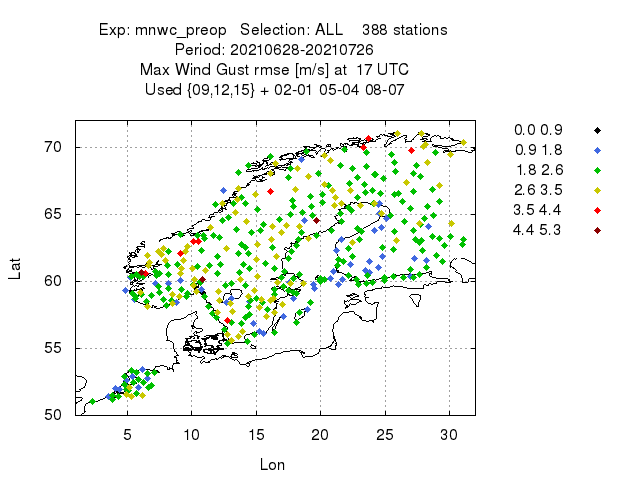 Exp: mnwc_preop   Selection: ALL    388 stations
Period: 20210628-20210726
Max Wind Gust rmse [m/s] at  17 UTC
Used {09,12,15} + 02-01 05-04 08-07
0.0 0.9
0.9 1.8
1.8 2.6
2.6 3.5
3.5 4.4
4.4 5.3
70
65
60
55
50
Lat
5 10 15 20 25 30
Lon